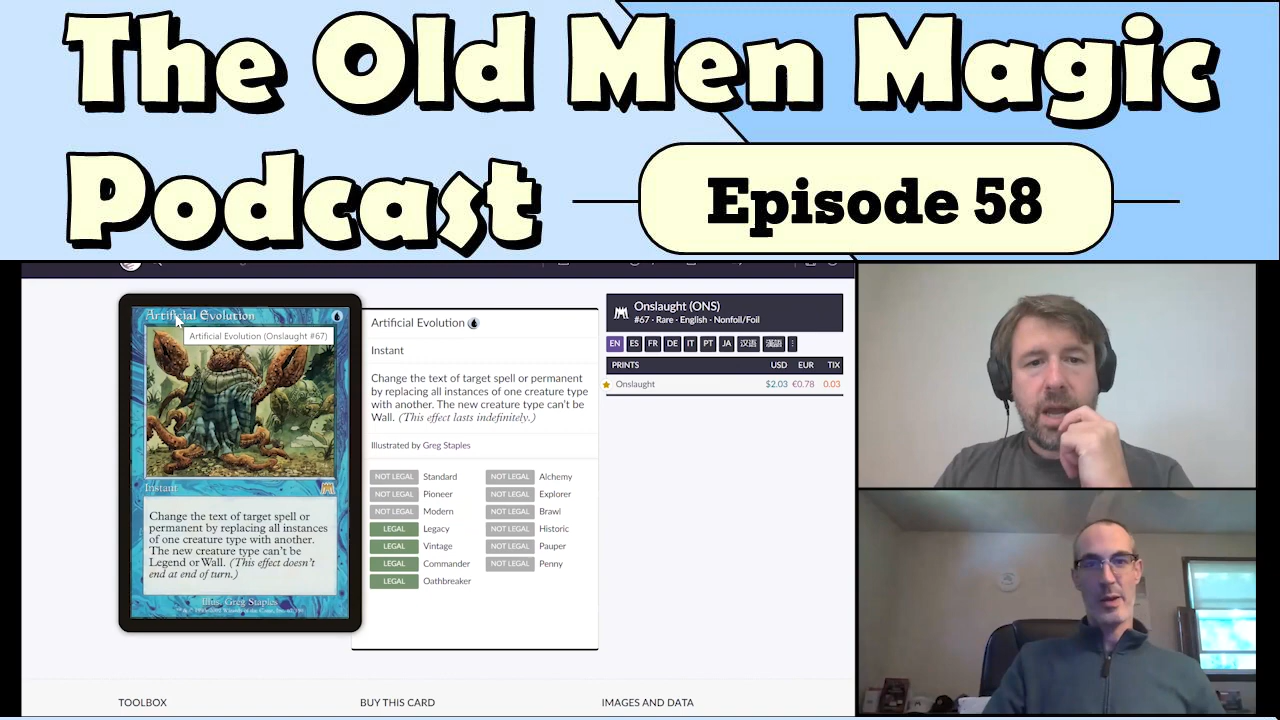 The Old Men Magic
Podcast
Episode 58
Artificial Evolution
Artificial Evolution (Onslaught #67)
Instant
Change the text of target spell or
permanent by replacing all instances
of one creature type with another.
The new creature type can't be
Legend or Wall. (This effect doesn't
end at end of turn.)
Illus. Greg Staples
Artificial Evolution
Instant
Change the text of target spell or permanent
by replacing all instances of one creature type
with another. The new creature type can't be
Wall. (This effect lasts indefinitely.)
Illustrated by Greg Staples
NOT LEGAL Standard NOT LEGAL Alchemy
NOT LEGAL Pioneer NOT LEGAL Explorer
NOT LEGAL Modern NOT LEGAL Brawl
LEGAL Legacy NOT LEGAL Historic
LEGAL Vintage NOT LEGAL Pauper
LEGAL Commander NOT LEGAL Penny
LEGAL Oathbreaker
Onslaught (ONS)
#67 · Rare · English · Nonfoil/Foil
EN ES FR DE IT PT JA 汉语 漢語
PRINTS USD EUR TIX
Onslaught $2.03 €0.78 0.03
TOOLBOX BUY THIS CARD IMAGES AND DATA